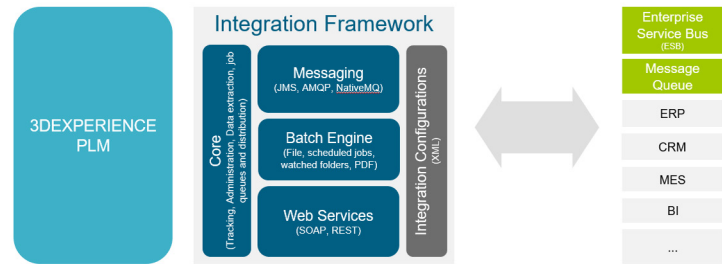 3DEXPERIENCE
PLM
Integration Framework
Core
(Tracking, Administration, Data extraction, job
queues and distribution)
Messaging
(JMS, AMQP, NativeMQ)
Batch Engine
(File, scheduled jobs,
watched folders, PDF)
Web Services
(SOAP, REST)
Integration Configurations
(XML)
Enterprise
Service Bus
(ESB)
Message
Queue
ERP
CRM
MES
BI
...